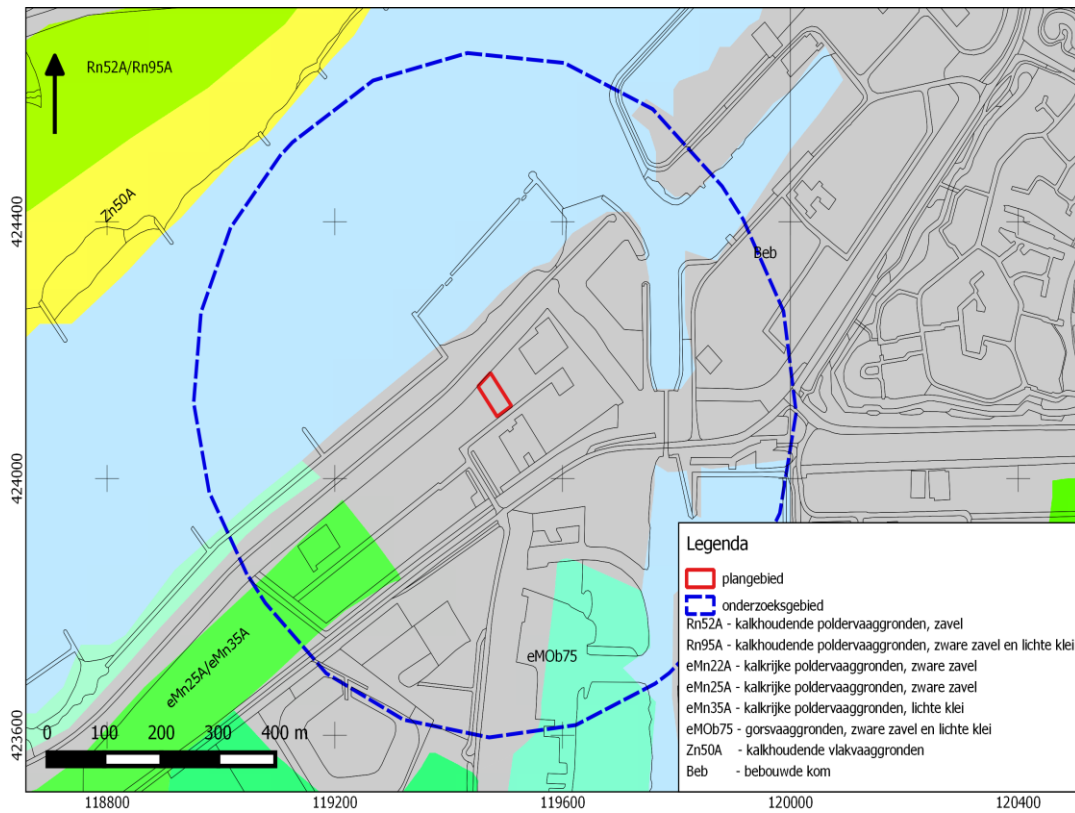 Rn52A/Rn95A
Zn50A
Beb
424400
424000
423600
eMn25A/eMn35A
eMOb75
0 100 200 300 400 m
118800 119200 119600 120000 120400
Legenda
plangebied
onderzoeksgebied
Rn52A - kalkhoudende poldervaaggronden, zavel
Rn95A - kalkhoudende poldervaaggronden, zware zavel en lichte klei
eMn22A - kalkrijke poldervaaggronden, zware zavel
eMn25A - kalkrijke poldervaaggronden, zware zavel
eMn35A - kalkrijke poldervaaggronden, lichte klei
eMOb75 - gorsvaaggronden, zware zavel en lichte klei
Zn50A - kalkhoudende vlakvaaggronden
Beb - bebouwde kom